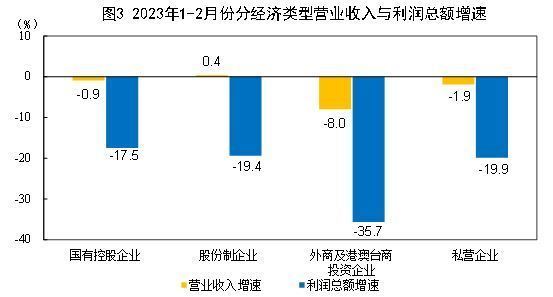 图3 2023年1-2月份分经济类型营业收入与利润总额增速
(%)
10
0
-10
-20
-30
-40
-0.9
-17.5
0.4
-19.4
-8.0
-35.7
-1.9
-19.9
国有控股企业
股份制企业
外商及港澳台商
投资企业
私营企业
营业收入增速
利润总额增速